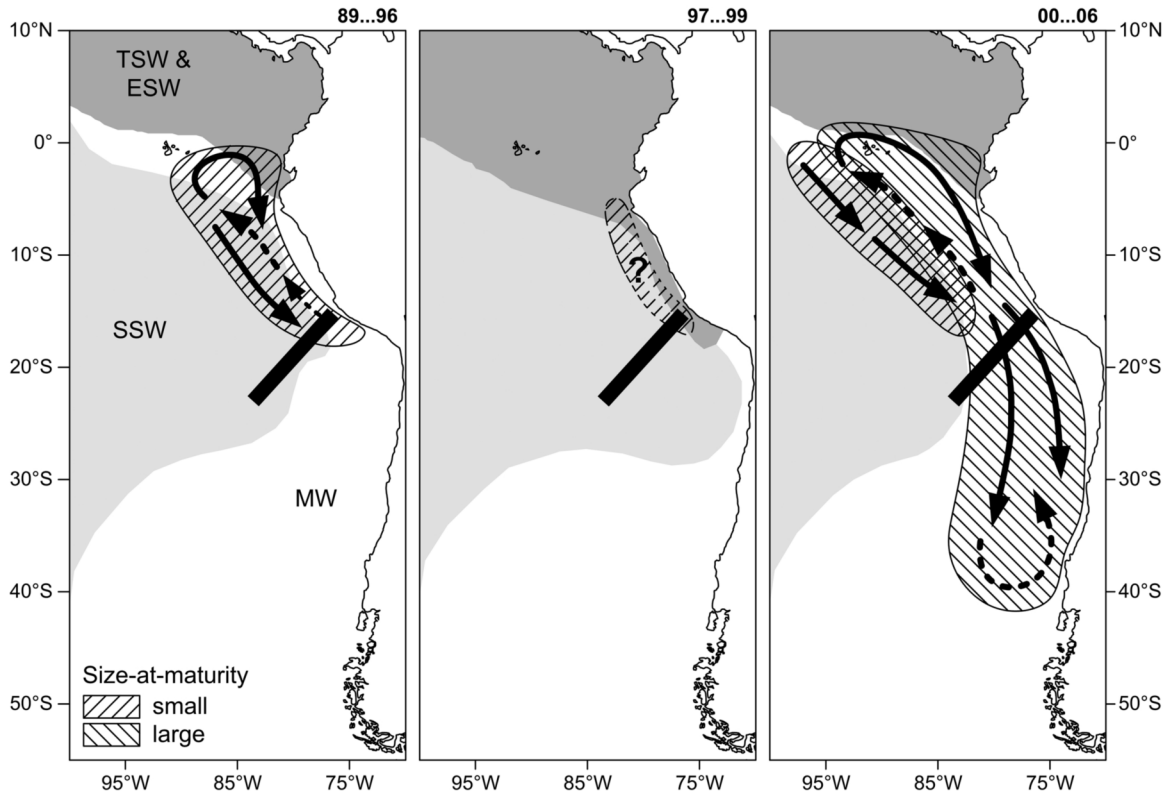 89...96
97...99
00...06
10°N
10°N
TSW &
ESW
0°
0°
10°S
10°S
?
SSW
20°S
20°S
30°S
30°S
MW
40°S
40°S
Size-at-maturity
small
large
50°S
50°S
95°W 85°W 75°W 95°W 85°W 75°W 95°W 85°W 75°W